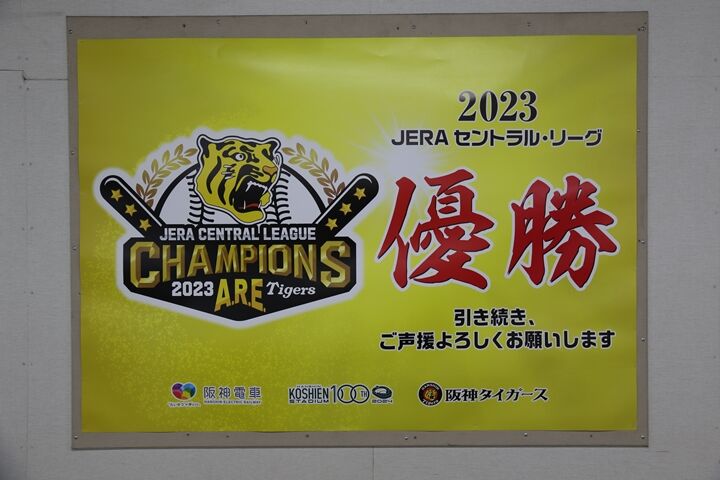 JERA CENTRAL LEAGUE
CHAMPIONS
2023 A.R.E. Tigers
2023
JERA セントラル・リーグ
優勝
引き続き、
ご声援よろしくお願いします
阪神電車
HANSHIN ELECTRIC RAILWAY
KOSHIEN
STADIUM
100TH
2024
阪神タイガース